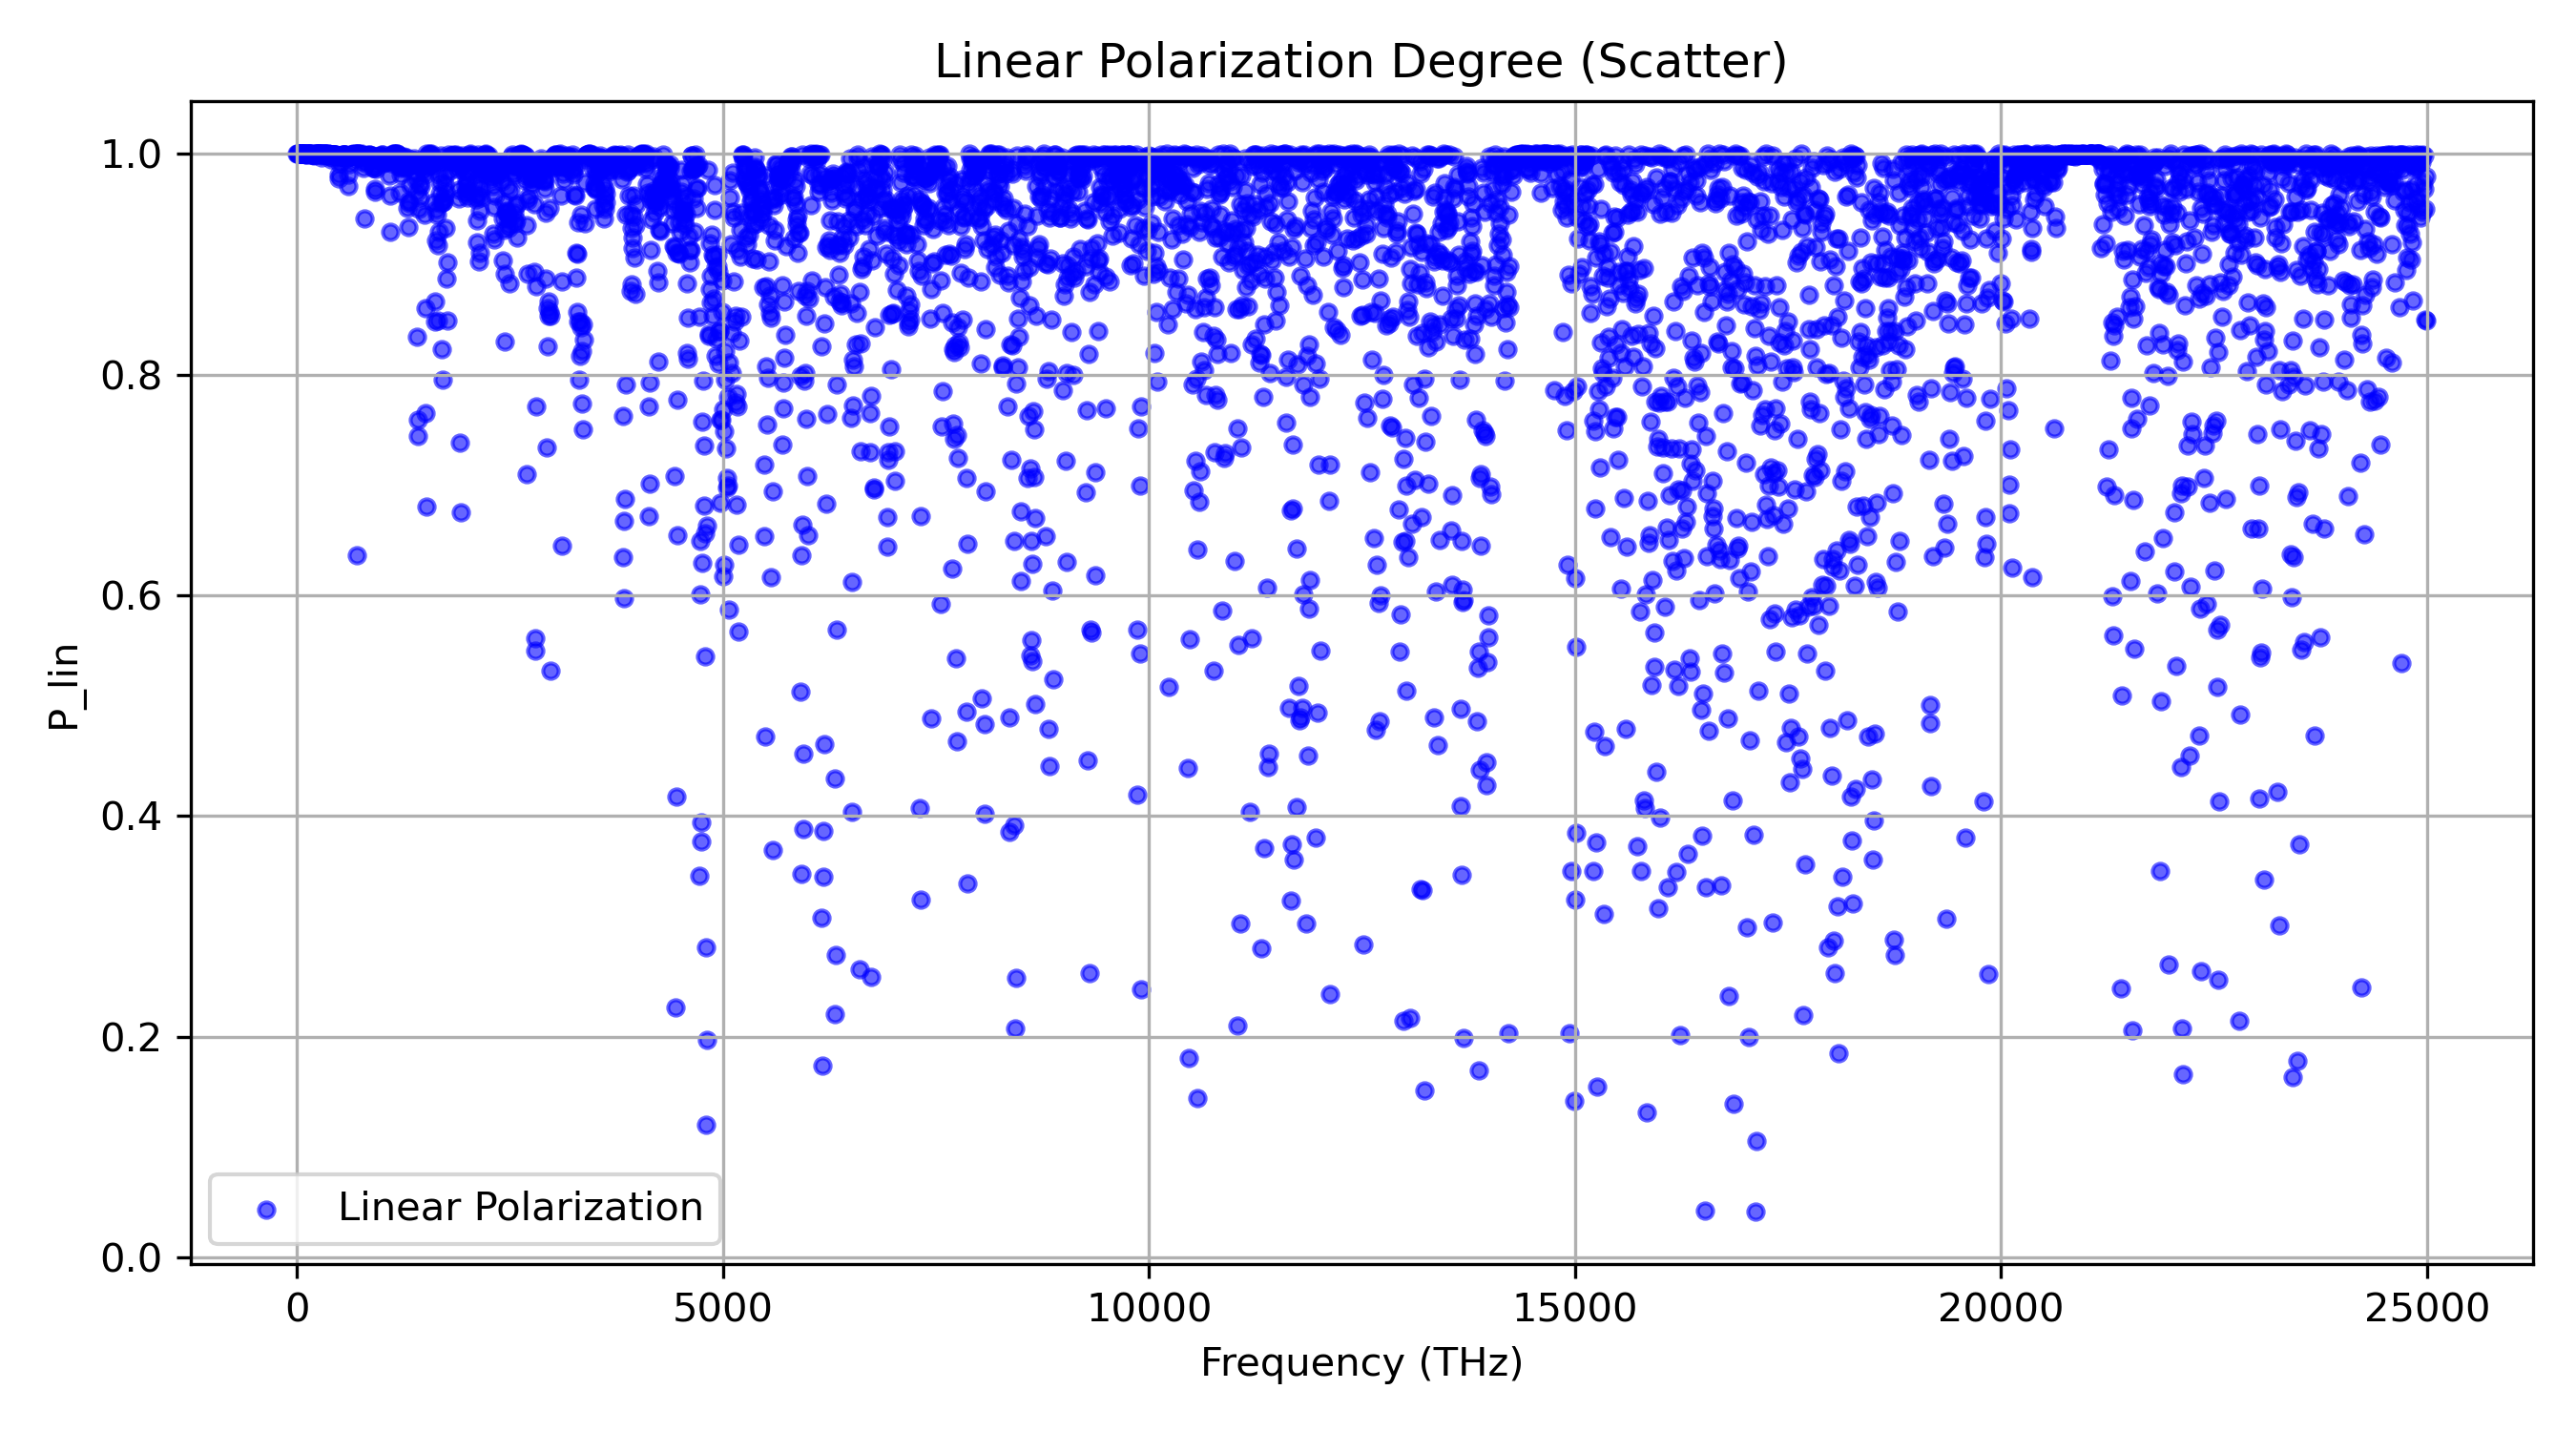 Linear Polarization Degree (Scatter)
1.0
0.8
0.6
0.4
0.2
0.0
P_lin
Linear Polarization
0 5000 10000 15000 20000 25000
Frequency (THz)